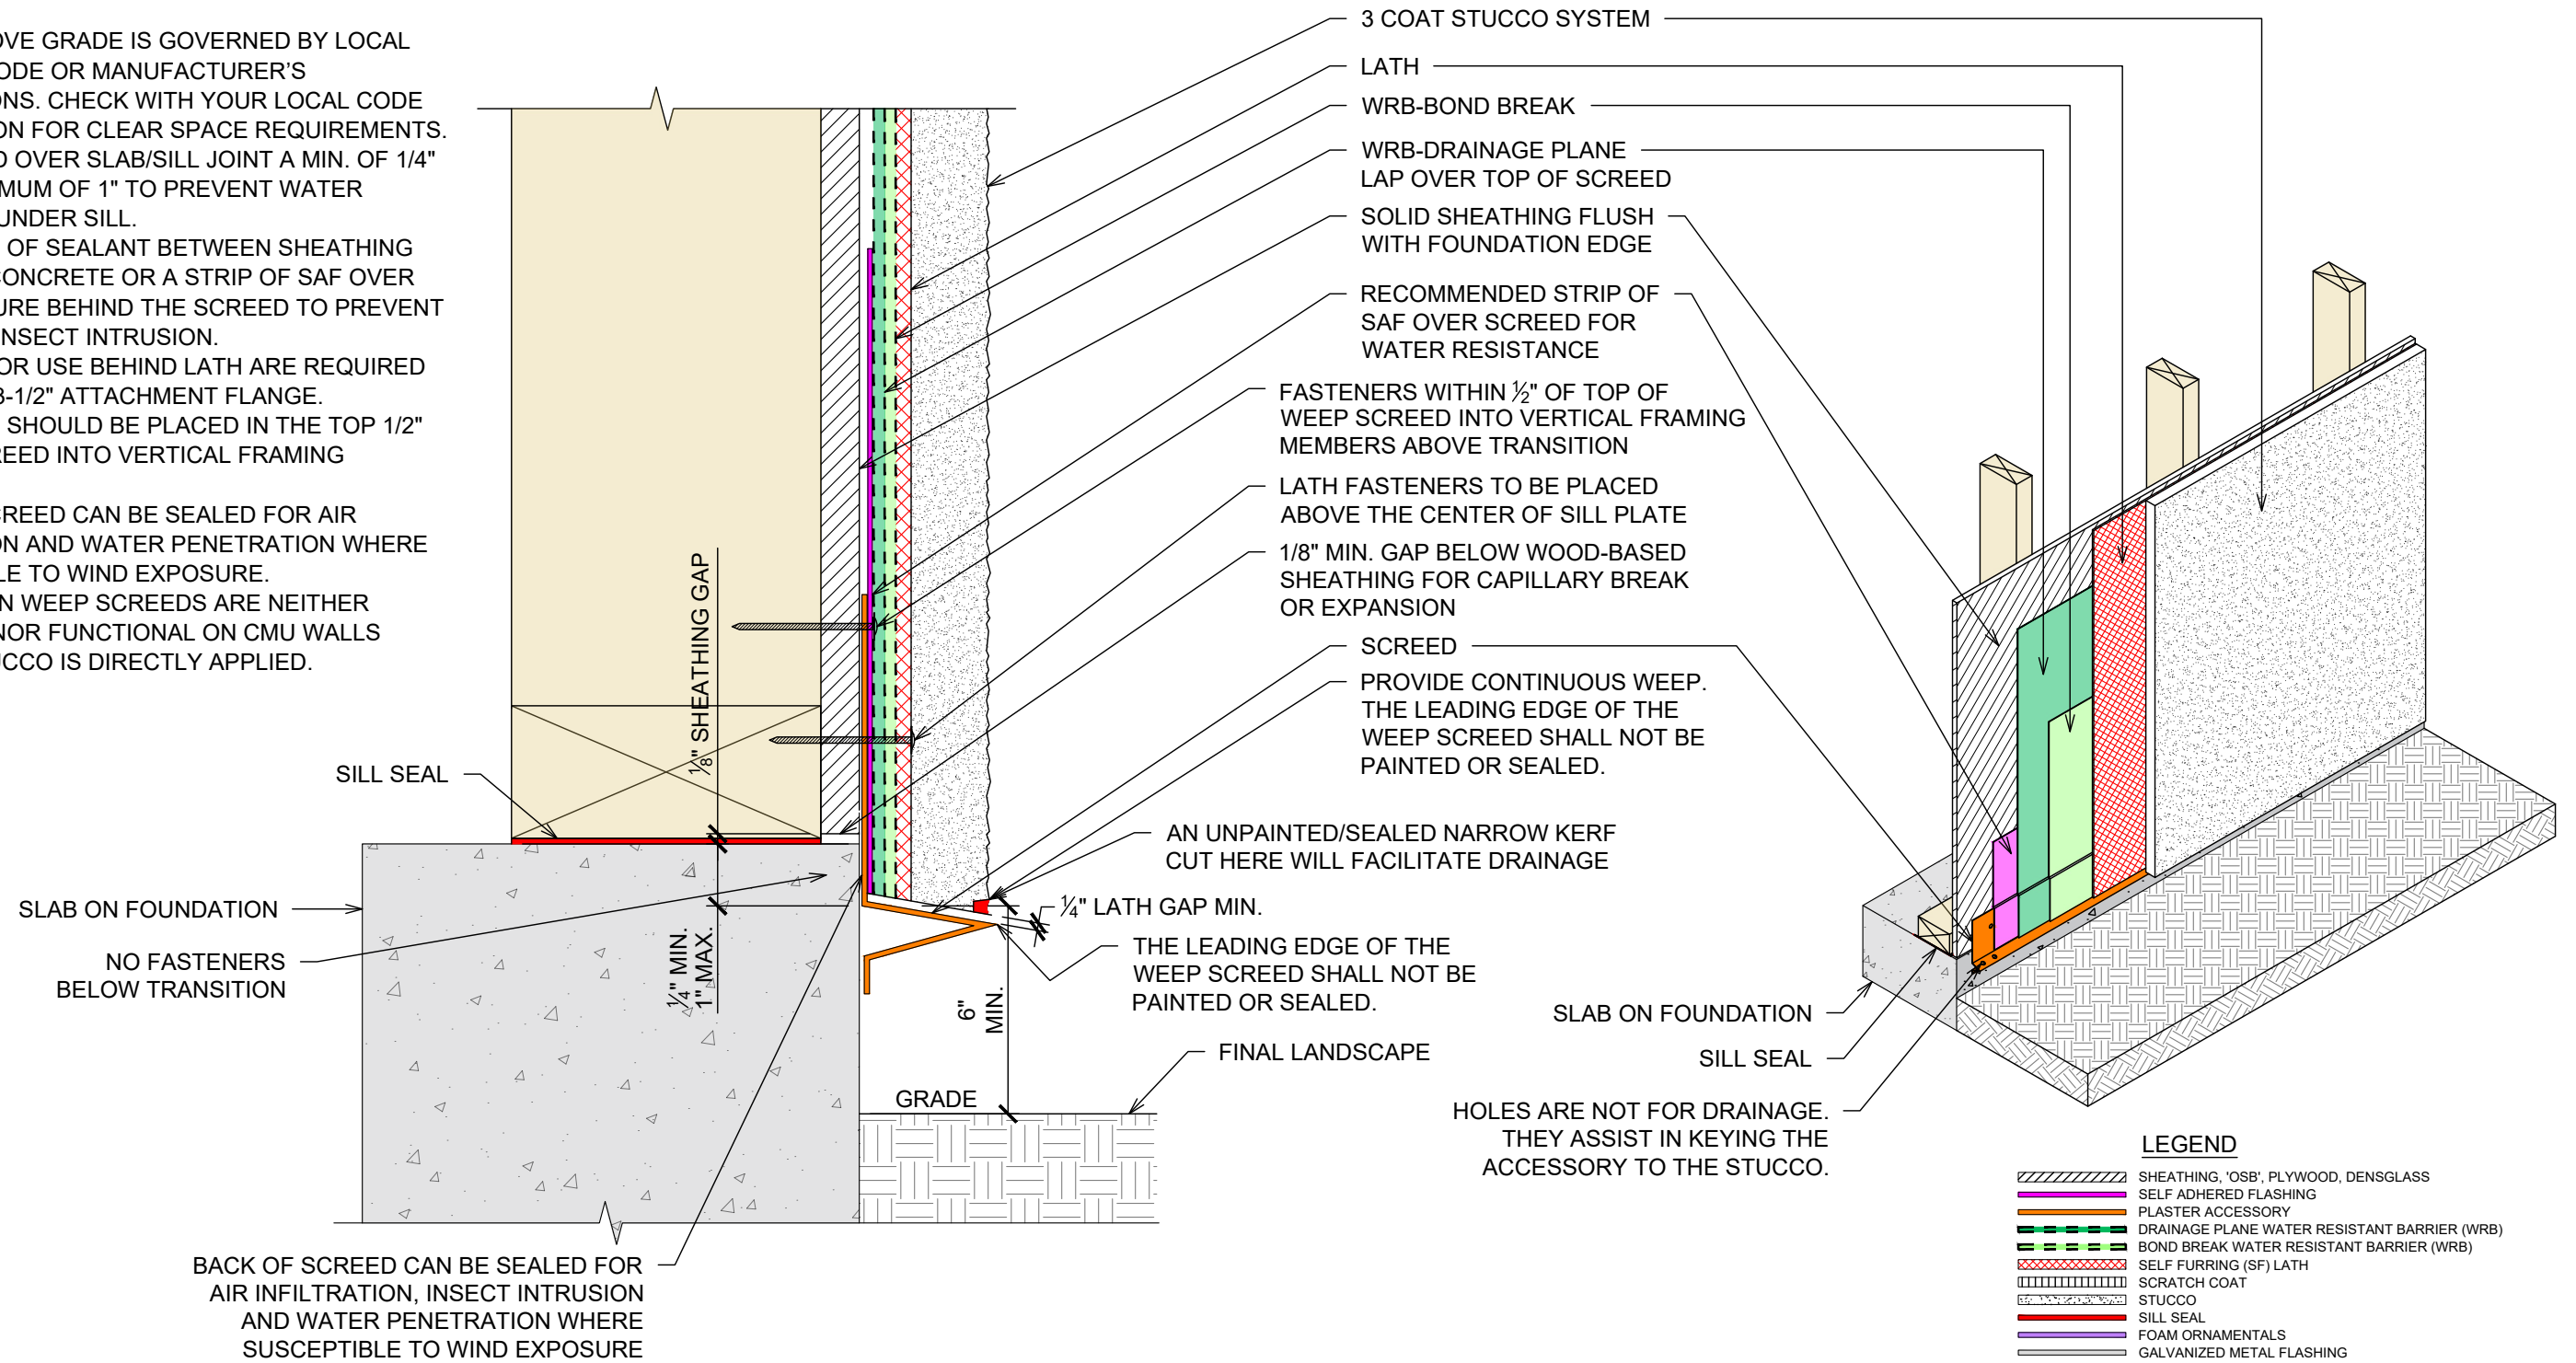 OVE GRADE IS GOVERNED BY LOCAL
ODE OR MANUFACTURER'S
ONS. CHECK WITH YOUR LOCAL CODE
ON FOR CLEAR SPACE REQUIREMENTS.
D OVER SLAB/SILL JOINT A MIN. OF 1/4"
MUM OF 1" TO PREVENT WATER
UNDER SILL.
OF SEALANT BETWEEN SHEATHING
CONCRETE OR A STRIP OF SAF OVER
URE BEHIND THE SCREED TO PREVENT
INSECT INTRUSION.
OR USE BEHIND LATH ARE REQUIRED
3-1/2" ATTACHMENT FLANGE.
SHOULD BE PLACED IN THE TOP 1/2"
REED INTO VERTICAL FRAMING
CREED CAN BE SEALED FOR AIR
ON AND WATER PENETRATION WHERE
LE TO WIND EXPOSURE.
N WEEP SCREEDS ARE NEITHER
NOR FUNCTIONAL ON CMU WALLS
UCCO IS DIRECTLY APPLIED.
3 COAT STUCCO SYSTEM
LATH
WRB-BOND BREAK
WRB-DRAINAGE PLANE
LAP OVER TOP OF SCREED
SOLID SHEATHING FLUSH
WITH FOUNDATION EDGE
RECOMMENDED STRIP OF
SAF OVER SCREED FOR
WATER RESISTANCE
FASTENERS WITHIN ½" OF TOP OF
WEEP SCREED INTO VERTICAL FRAMING
MEMBERS ABOVE TRANSITION
LATH FASTENERS TO BE PLACED
ABOVE THE CENTER OF SILL PLATE
1/8" MIN. GAP BELOW WOOD-BASED
SHEATHING FOR CAPILLARY BREAK
OR EXPANSION
SCREED
PROVIDE CONTINUOUS WEEP.
THE LEADING EDGE OF THE
WEEP SCREED SHALL NOT BE
PAINTED OR SEALED.
AN UNPAINTED/SEALED NARROW KERF
CUT HERE WILL FACILITATE DRAINAGE
¼" LATH GAP MIN.
THE LEADING EDGE OF THE
WEEP SCREED SHALL NOT BE
PAINTED OR SEALED.
6"
MIN.
FINAL LANDSCAPE
GRADE
⅛" SHEATHING GAP
¼" MIN.
1" MAX.
SILL SEAL
SLAB ON FOUNDATION
NO FASTENERS
BELOW TRANSITION
BACK OF SCREED CAN BE SEALED FOR
AIR INFILTRATION, INSECT INTRUSION
AND WATER PENETRATION WHERE
SUSCEPTIBLE TO WIND EXPOSURE
SLAB ON FOUNDATION
SILL SEAL
HOLES ARE NOT FOR DRAINAGE.
THEY ASSIST IN KEYING THE
ACCESSORY TO THE STUCCO.
LEGEND
SHEATHING, 'OSB', PLYWOOD, DENSGLASS
SELF ADHERED FLASHING
PLASTER ACCESSORY
DRAINAGE PLANE WATER RESISTANT BARRIER (WRB)
BOND BREAK WATER RESISTANT BARRIER (WRB)
SELF FURRING (SF) LATH
SCRATCH COAT
STUCCO
SILL SEAL
FOAM ORNAMENTALS
GALVANIZED METAL FLASHING